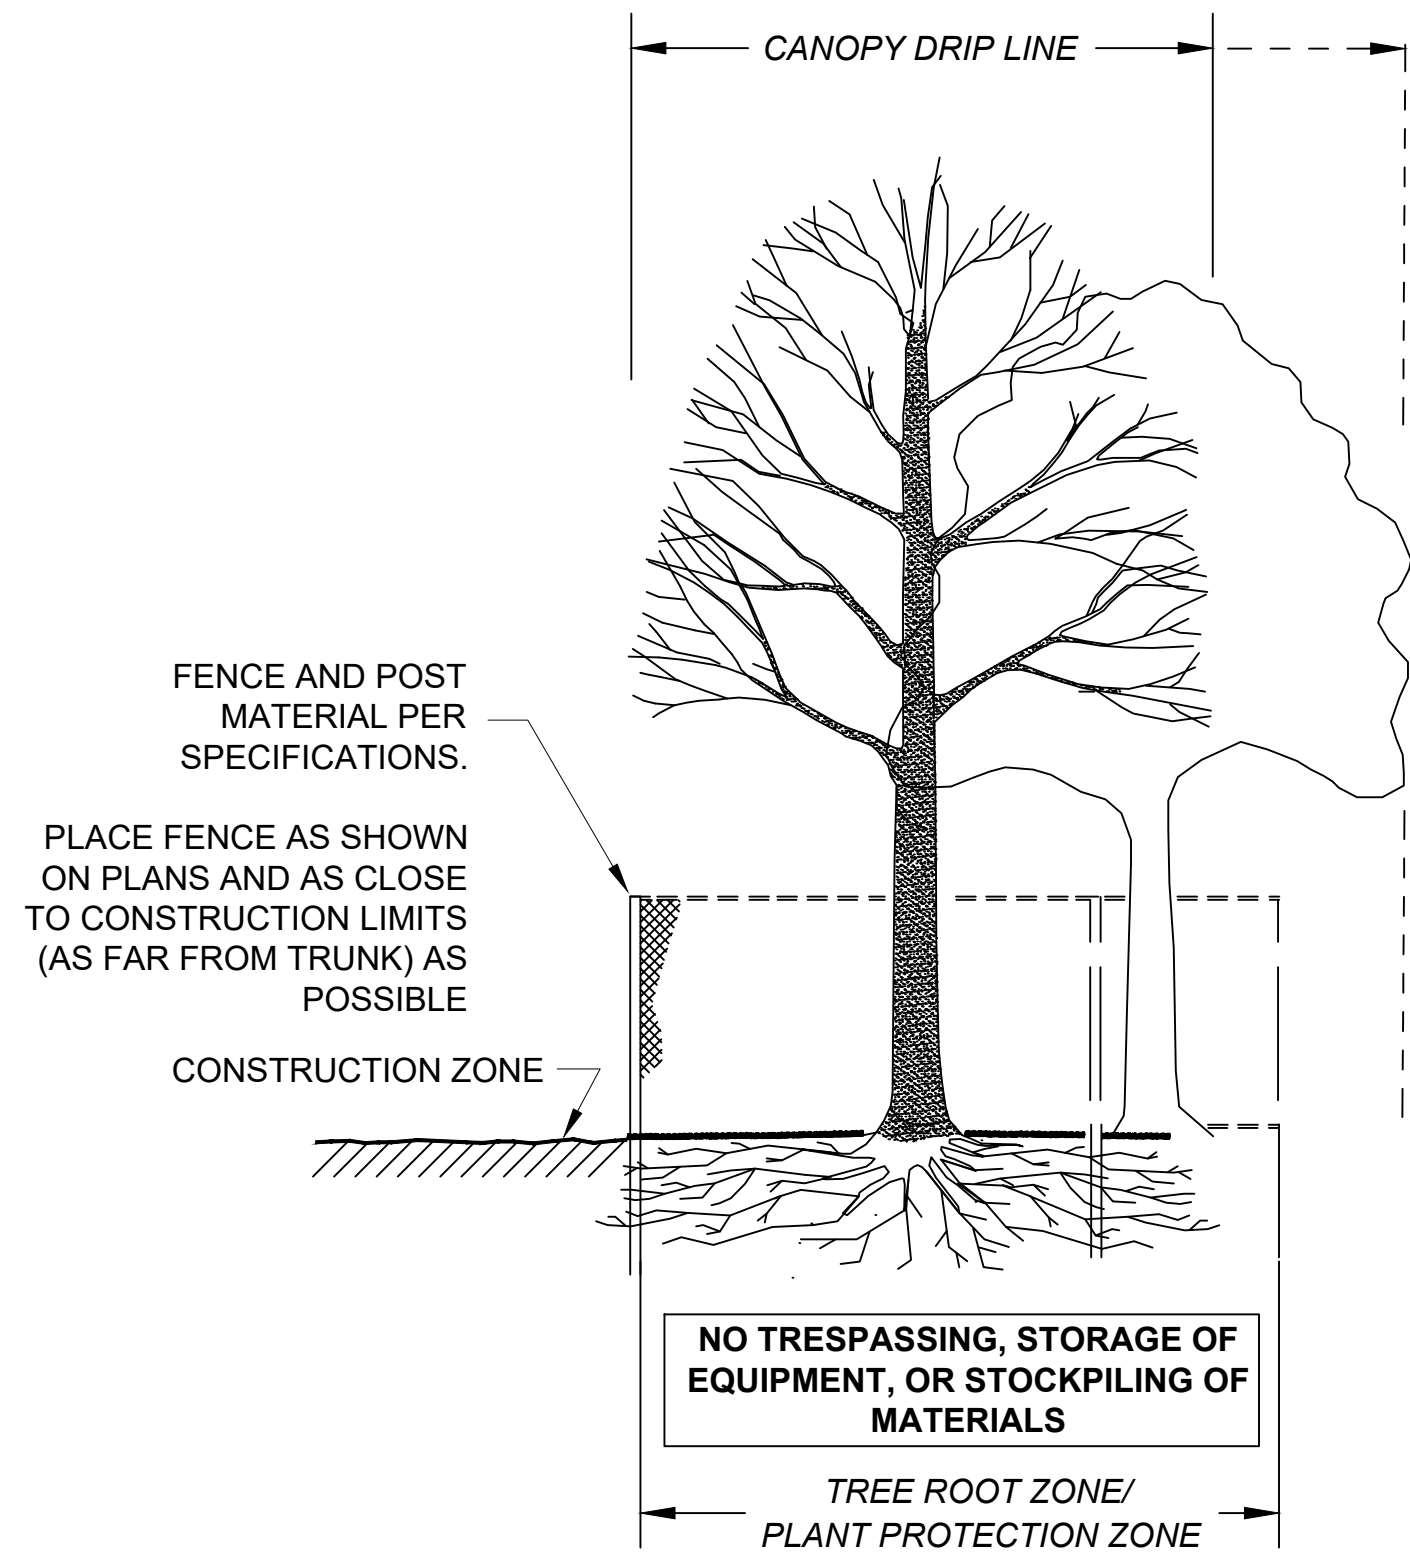 CANOPY DRIP LINE
FENCE AND POST
MATERIAL PER
SPECIFICATIONS.
PLACE FENCE AS SHOWN
ON PLANS AND AS CLOSE
TO CONSTRUCTION LIMITS
(AS FAR FROM TRUNK) AS
POSSIBLE
CONSTRUCTION ZONE
NO TRESPASSING, STORAGE OF
EQUIPMENT, OR STOCKPILING OF
MATERIALS
TREE ROOT ZONE/
PLANT PROTECTION ZONE